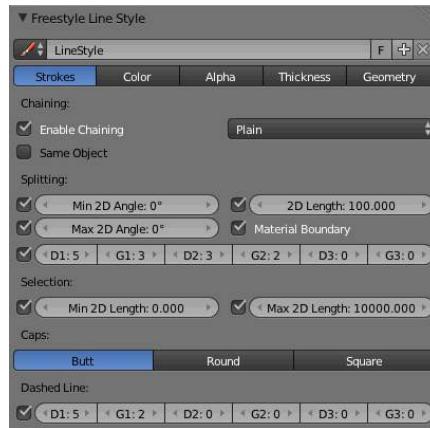 Freestyle Line Style
LineStyle F
Strokes Color Alpha Thickness Geometry
Chaining:
Enable Chaining Plain
Same Object
Splitting:
Min 2D Angle: 0° 2D Length: 100.000
Max 2D Angle: 0° Material Boundary
D1: 5 G1: 3 D2: 3 G2: 2 D3: 0 G3: 0
Selection:
Min 2D Length: 0.000 Max 2D Length: 10000.000
Caps:
Butt Round Square
Dashed Line:
D1: 5 G1: 2 D2: 0 G2: 0 D3: 0 G3: 0